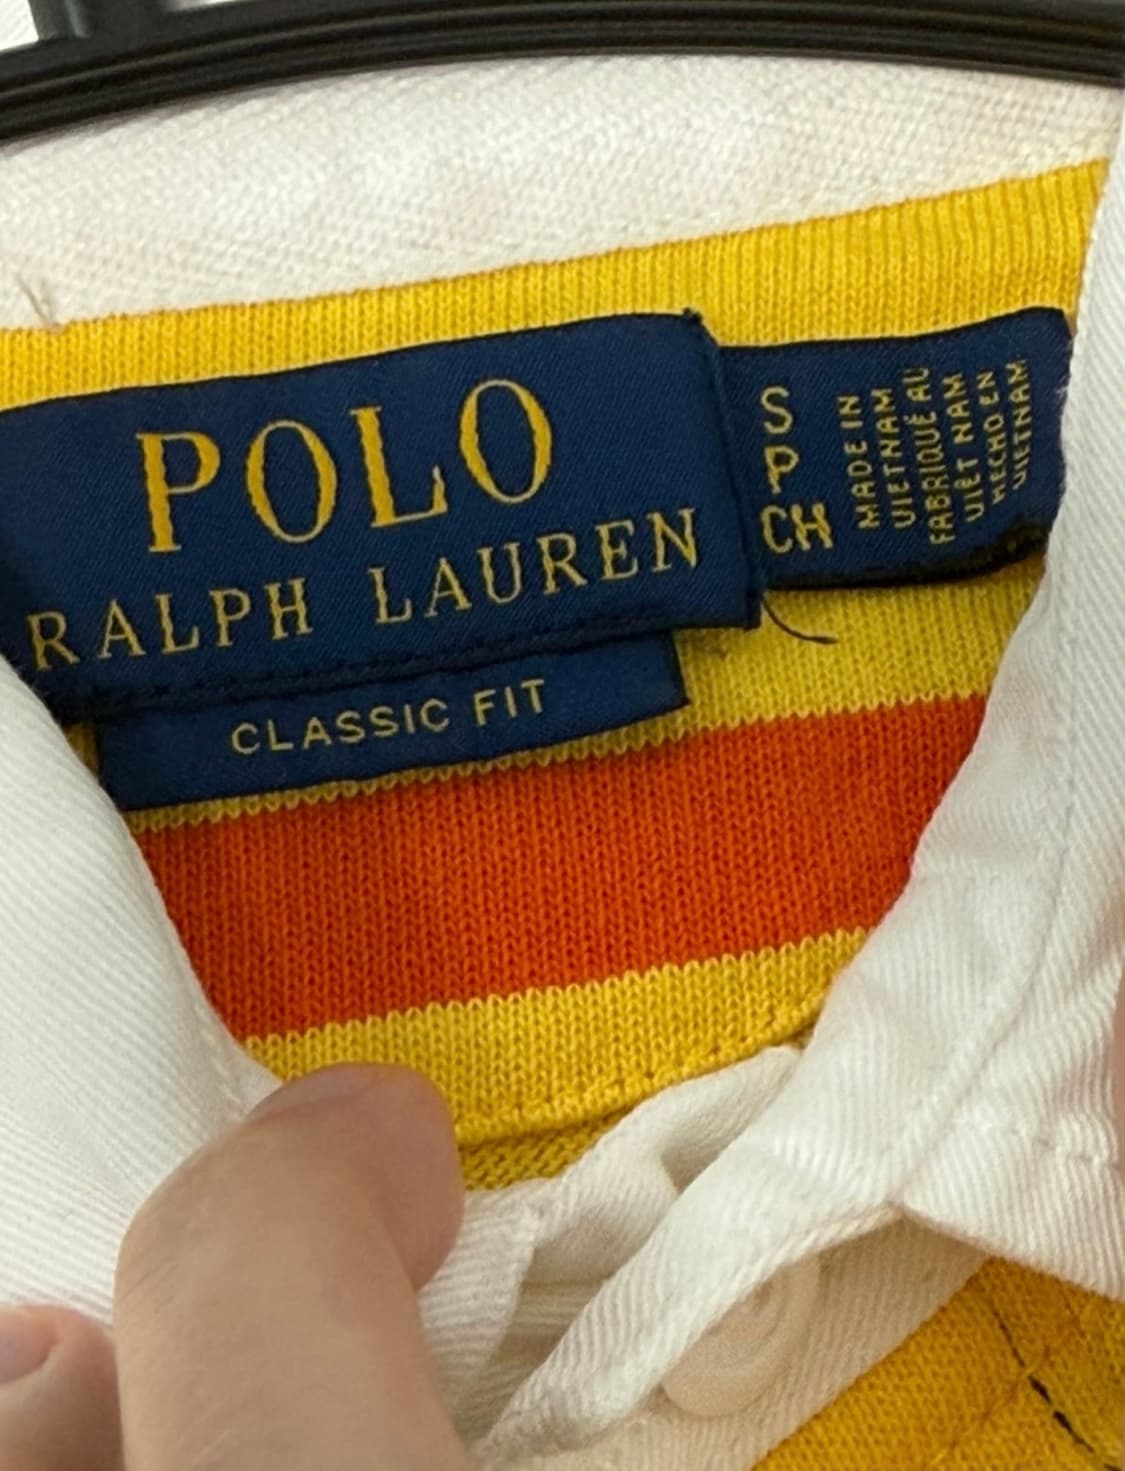 POLO
RALPH LAUREN
CLASSIC FIT
S
P
CH
MADE IN
VIETNAM
FABRIQUÉ AU
VIÊT NAM
HECHO EN
VIETNAM